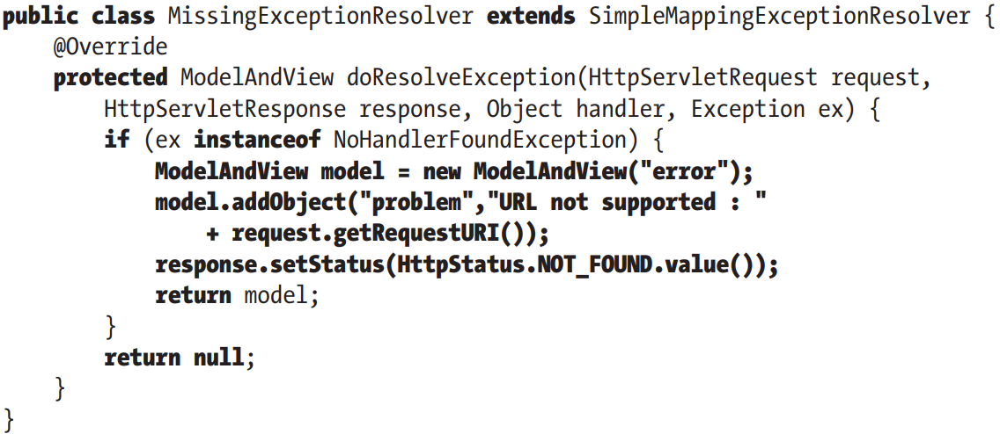 public class MissingExceptionResolver extends SimpleMappingExceptionResolver {
    @Override
    protected ModelAndView doResolveException(HttpServletRequest request,
        HttpServletResponse response, Object handler, Exception ex) {
        if (ex instanceof NoHandlerFoundException) {
            ModelAndView model = new ModelAndView("error");
            model.addObject("problem","URL not supported : "
                + request.getRequestURI());
            response.setStatus(HttpStatus.NOT_FOUND.value());
            return model;
        }
        return null;
    }
}